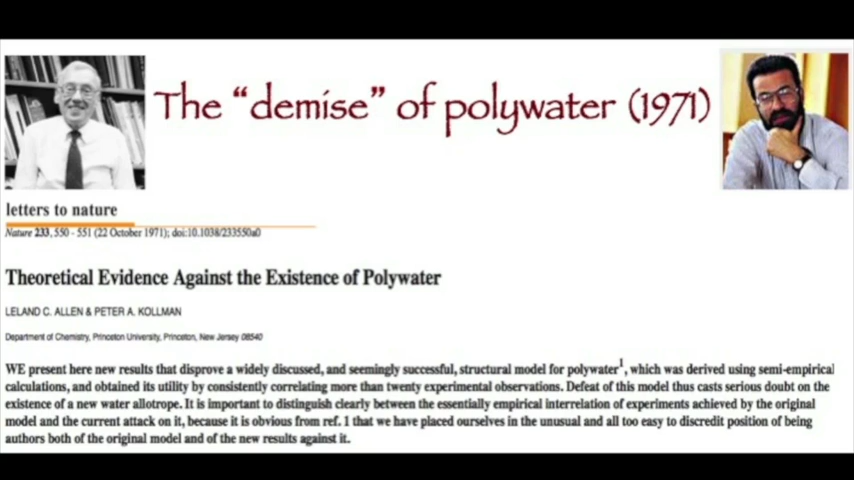 The “demise” of polywater (1971)
letters to nature
Nature 233, 550 - 551 (22 October 1971); doi:10.1038/233550a0
Theoretical Evidence Against the Existence of Polywater
LELAND C. ALLEN & PETER A. KOLLMAN
Department of Chemistry, Princeton University, Princeton, New Jersey 08540
WE present here new results that disprove a widely discussed, and seemingly successful, structural model for polywater1, which was derived using semi-empirical
calculations, and obtained its utility by consistently correlating more than twenty experimental observations. Defeat of this model thus casts serious doubt on the
existence of a new water allotrope. It is important to distinguish clearly between the essentially empirical interrelation of experiments achieved by the original
model and the current attack on it, because it is obvious from ref. 1 that we have placed ourselves in the unusual and all too easy to discredit position of being
authors both of the original model and of the new results against it.